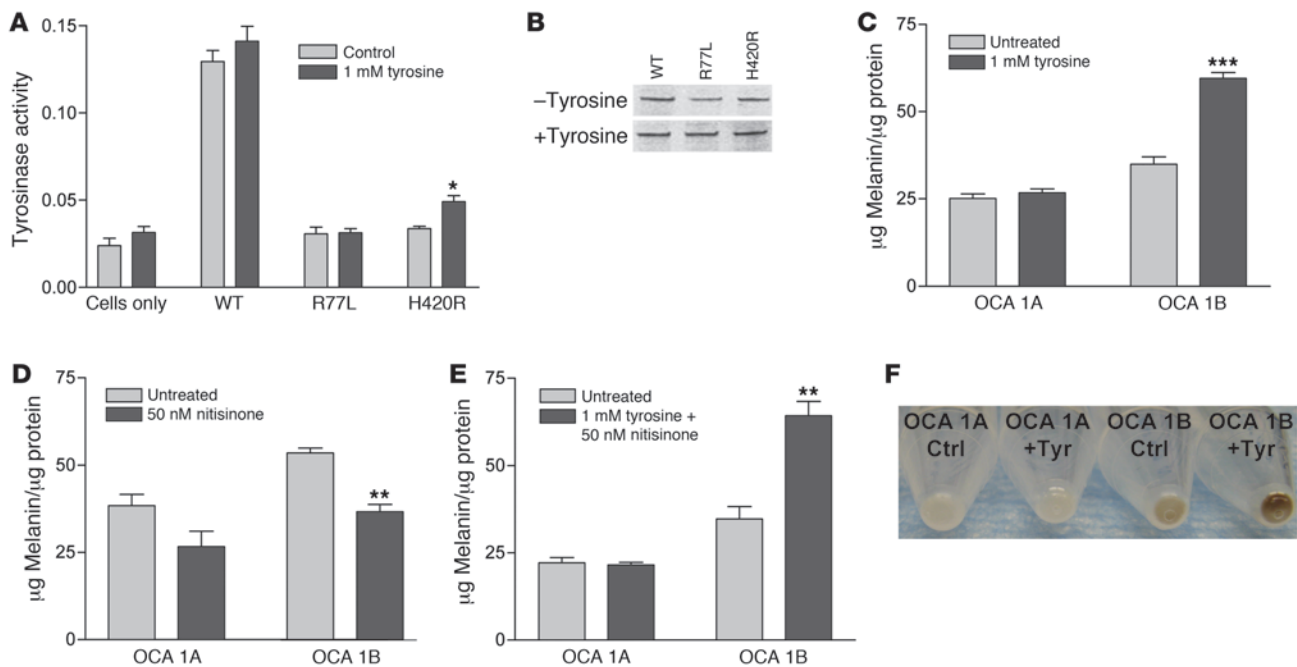 A
Tyrosinase activity
0.15
0.10
0.05
0.00
Control
1 mM tyrosine
*
Cells only WT R77L H420R
B
WT R77L H420R
–Tyrosine
+Tyrosine
C
µg Melanin/µg protein
75
50
25
0
Untreated
1 mM tyrosine
***
OCA 1A OCA 1B
D
µg Melanin/µg protein
75
50
25
0
Untreated
50 nM nitisinone
**
OCA 1A OCA 1B
E
µg Melanin/µg protein
75
50
25
0
Untreated
1 mM tyrosine +
50 nM nitisinone
**
OCA 1A OCA 1B
F
OCA 1A OCA 1A OCA 1B OCA 1B
Ctrl +Tyr Ctrl +Tyr